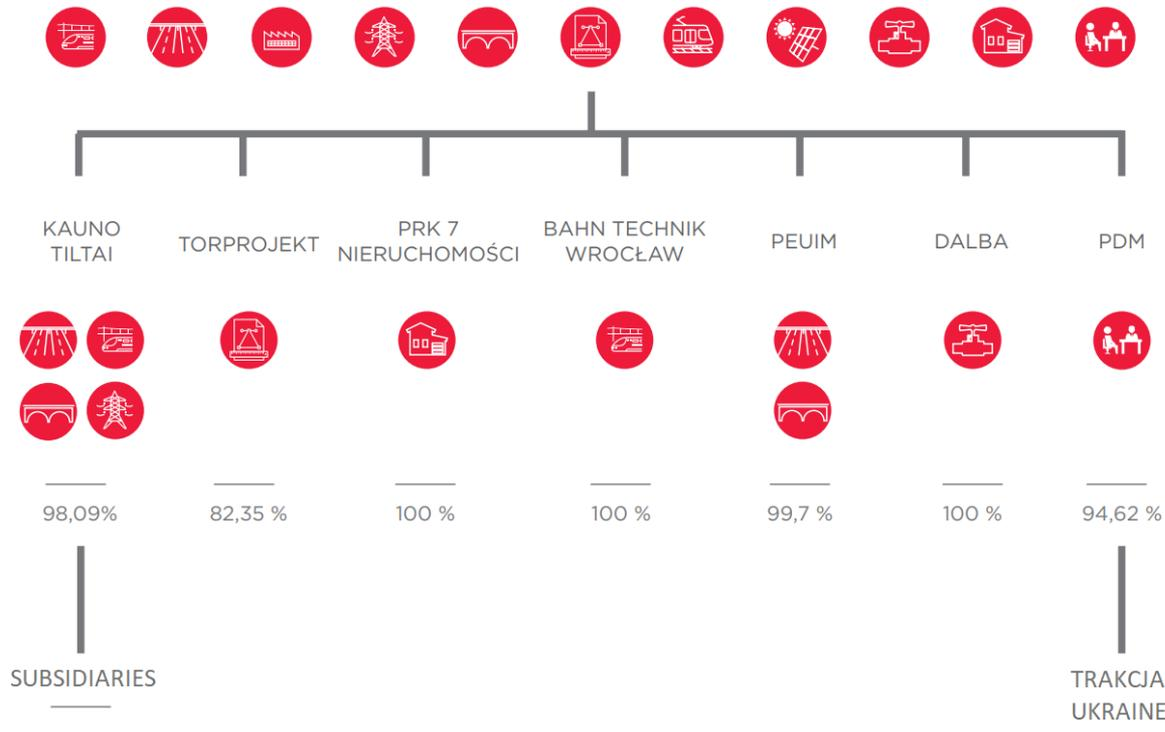 KAUNO
TILTAI
TORPROJEKT
PRK 7
NIERUCHOMOŚCI
BAHN TECHNIK
WROCŁAW
PEUIM
DALBA
PDM
98,09%
82,35 %
100 %
100 %
99,7 %
100 %
94,62 %
SUBSIDIARIES
TRAKCJA
UKRAINE